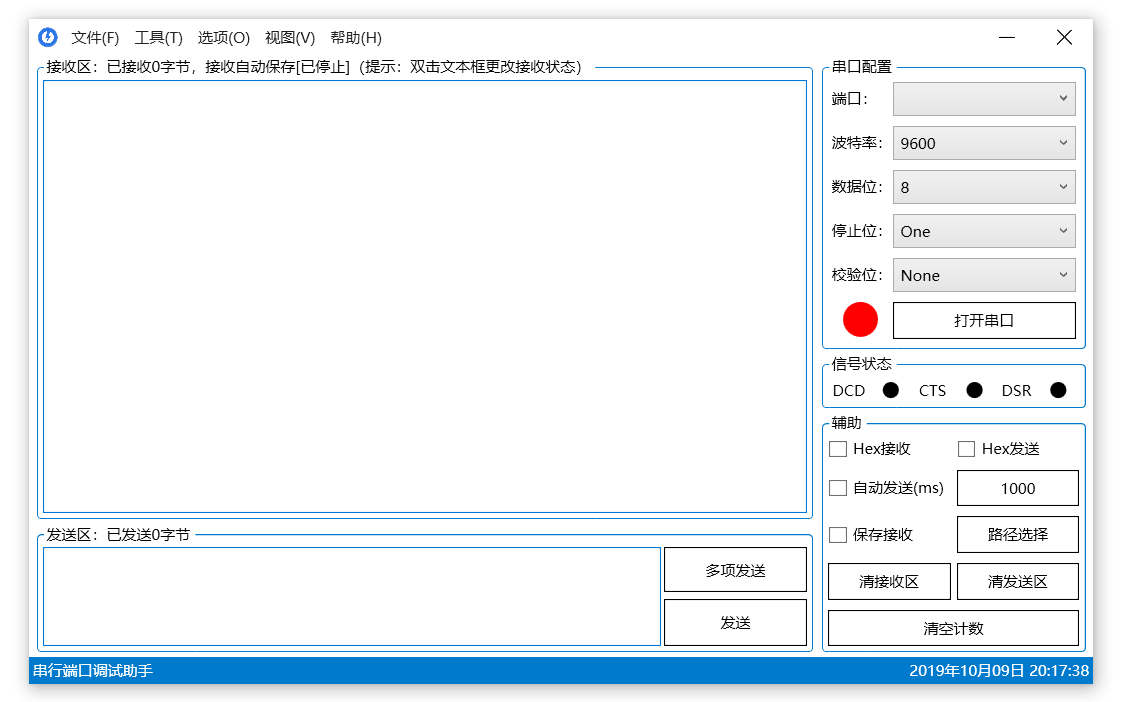 文件(F) 工具(T) 选项(O) 视图(V) 帮助(H)
接收区：已接收0字节，接收自动保存[已停止]（提示：双击文本框更改接收状态）
串口配置
端口：
波特率： 9600
数据位： 8
停止位： One
校验位： None
打开串口
信号状态
DCD CTS DSR
辅助
Hex接收 Hex发送
自动发送(ms) 1000
保存接收 路径选择
清接收区 清发送区
清空计数
发送区：已发送0字节
多项发送
发送
串行端口调试助手 2019年10月09日 20:17:38